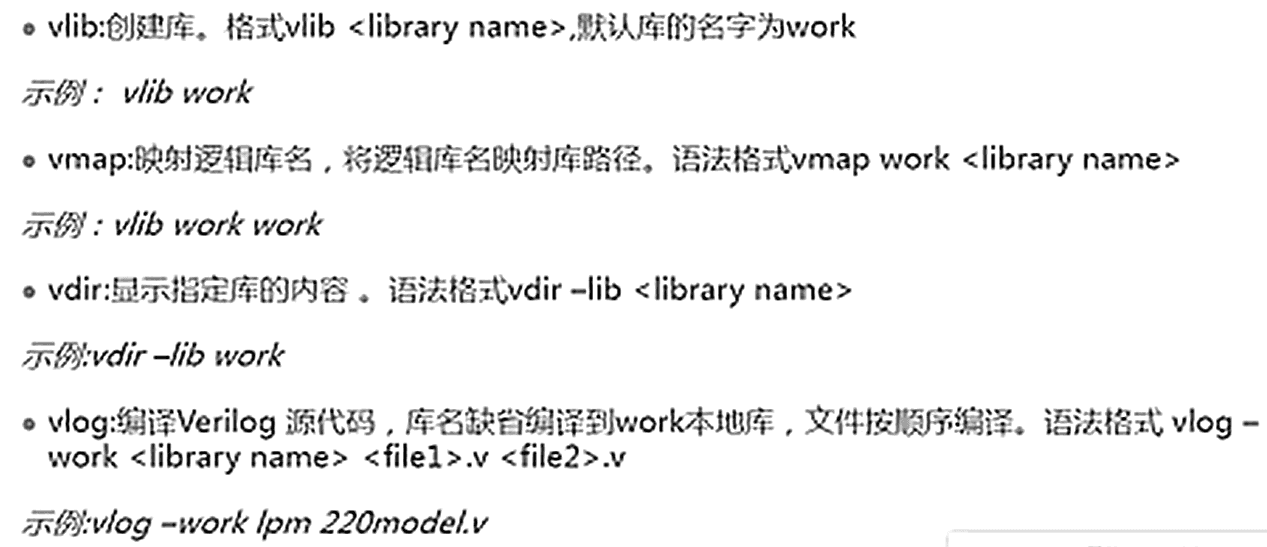 vlib:创建库。格式vlib <library name>,默认库的名字为work
示例： vlib work
vmap:映射逻辑库名，将逻辑库名映射库路径。语法格式vmap work <library name>
示例：vlib work work
vdir:显示指定库的内容 。语法格式vdir –lib <library name>
示例:vdir –lib work
vlog:编译Verilog 源代码，库名缺省编译到work本地库，文件按顺序编译。语法格式 vlog –
work <library name> <file1>.v <file2>.v
示例:vlog –work lpm 220model.v